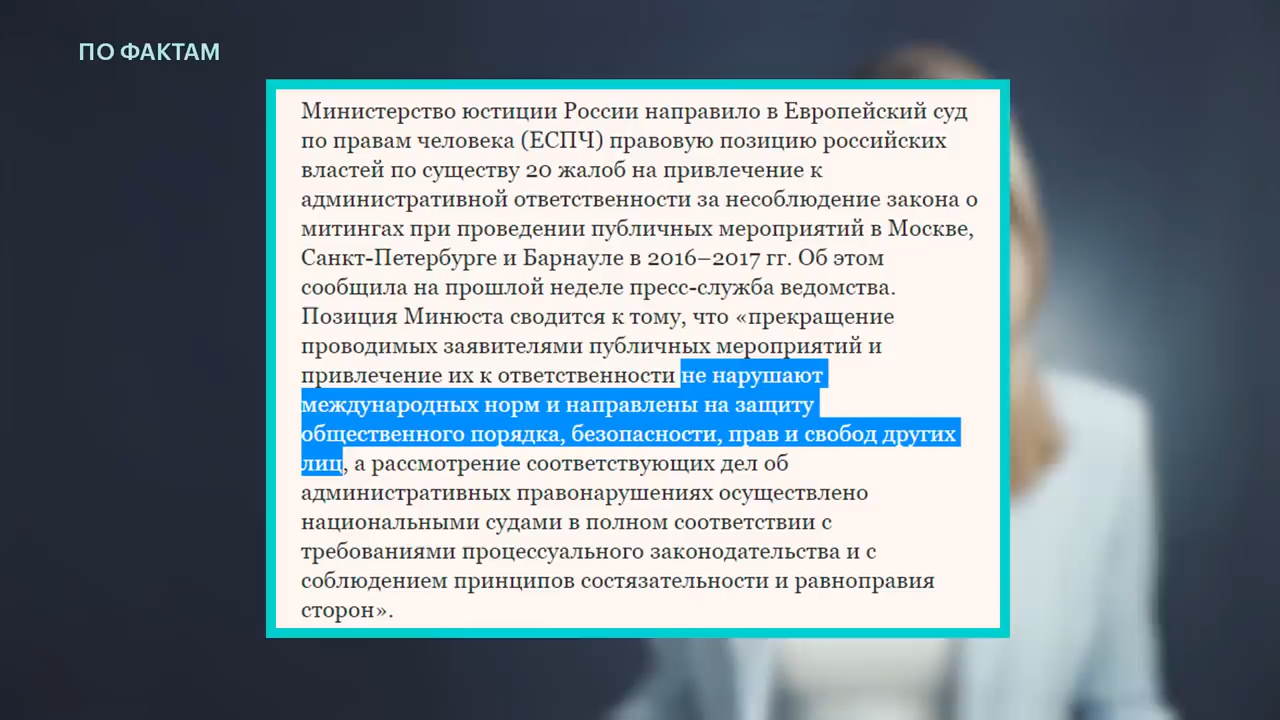 ПО ФАКТАМ
Министерство юстиции России направило в Европейский суд
по правам человека (ЕСПЧ) правовую позицию российских
властей по существу 20 жалоб на привлечение к
административной ответственности за несоблюдение закона о
митингах при проведении публичных мероприятий в Москве,
Санкт-Петербурге и Барнауле в 2016–2017 гг. Об этом
сообщила на прошлой неделе пресс-служба ведомства.
Позиция Минюста сводится к тому, что «прекращение
проводимых заявителями публичных мероприятий и
привлечение их к ответственности не нарушают
международных норм и направлены на защиту
общественного порядка, безопасности, прав и свобод других
лиц, а рассмотрение соответствующих дел об
административных правонарушениях осуществлено
национальными судами в полном соответствии с
требованиями процессуального законодательства и с
соблюдением принципов состязательности и равноправия
сторон».